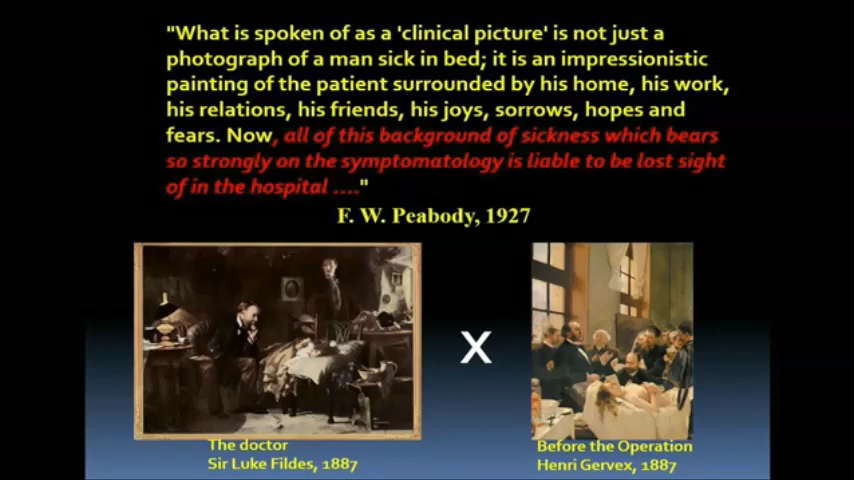 "What is spoken of as a 'clinical picture' is not just a
photograph of a man sick in bed; it is an impressionistic
painting of the patient surrounded by his home, his work,
his relations, his friends, his joys, sorrows, hopes and
fears. Now, all of this background of sickness which bears
so strongly on the symptomatology is liable to be lost sight
of in the hospital ...."
F. W. Peabody, 1927
X
The doctor
Sir Luke Fildes, 1887
Before the Operation
Henri Gervex, 1887